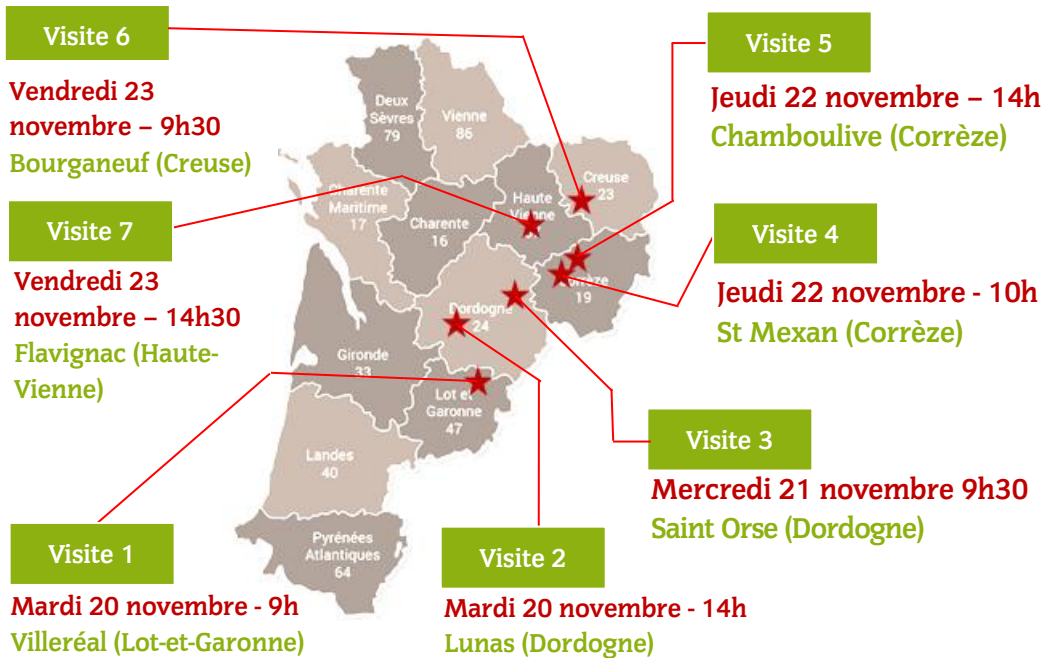 Visite 6
Vendredi 23
novembre – 9h30
Bourganeuf (Creuse)
Visite 7
Vendredi 23
novembre – 14h30
Flavignac (Haute-
Vienne)
Visite 1
Mardi 20 novembre - 9h
Villeréal (Lot-et-Garonne)
Deux
Sèvres
79
Vienne
86
Charente
Maritime
17
Charente
16
Haute
Vienne
Creuse
23
Corrèze
19
Dordogne
24
Gironde
33
Lot et
Garonne
47
Landes
40
Pyrénées
Atlantiques
64
Visite 2
Mardi 20 novembre - 14h
Lunas (Dordogne)
Visite 5
Jeudi 22 novembre – 14h
Chamboulive (Corrèze)
Visite 4
Jeudi 22 novembre - 10h
St Mexan (Corrèze)
Visite 3
Mercredi 21 novembre 9h30
Saint Orse (Dordogne)